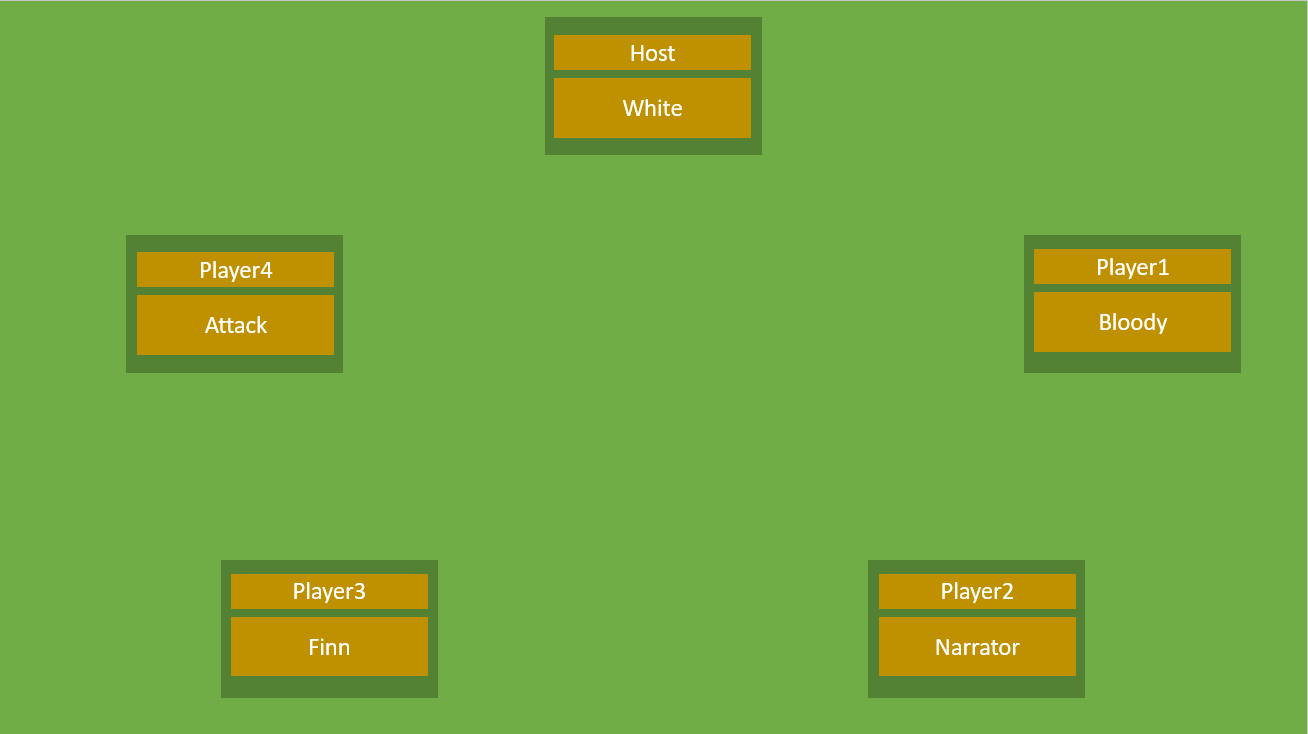 Host
White
Player4
Attack
Player1
Bloody
Player3
Finn
Player2
Narrator